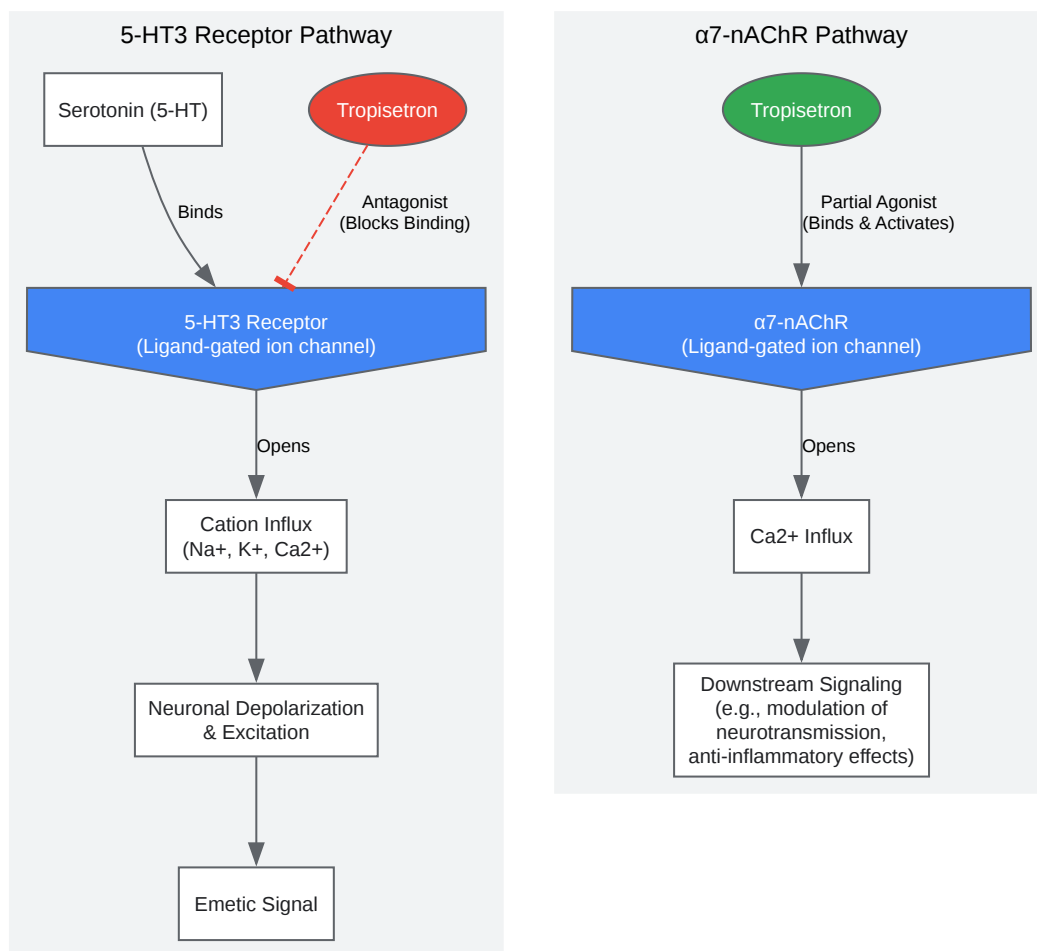 5-HT3 Receptor Pathway
Serotonin (5-HT)
Tropisetron
Binds
Antagonist
(Blocks Binding)
5-HT3 Receptor
(Ligand-gated ion channel)
Opens
Cation Influx
(Na+, K+, Ca2+)
Neuronal Depolarization
& Excitation
Emetic Signal
α7-nAChR Pathway
Tropisetron
Partial Agonist
(Binds & Activates)
α7-nAChR
(Ligand-gated ion channel)
Opens
Ca2+ Influx
Downstream Signaling
(e.g., modulation of
neurotransmission,
anti-inflammatory effects)